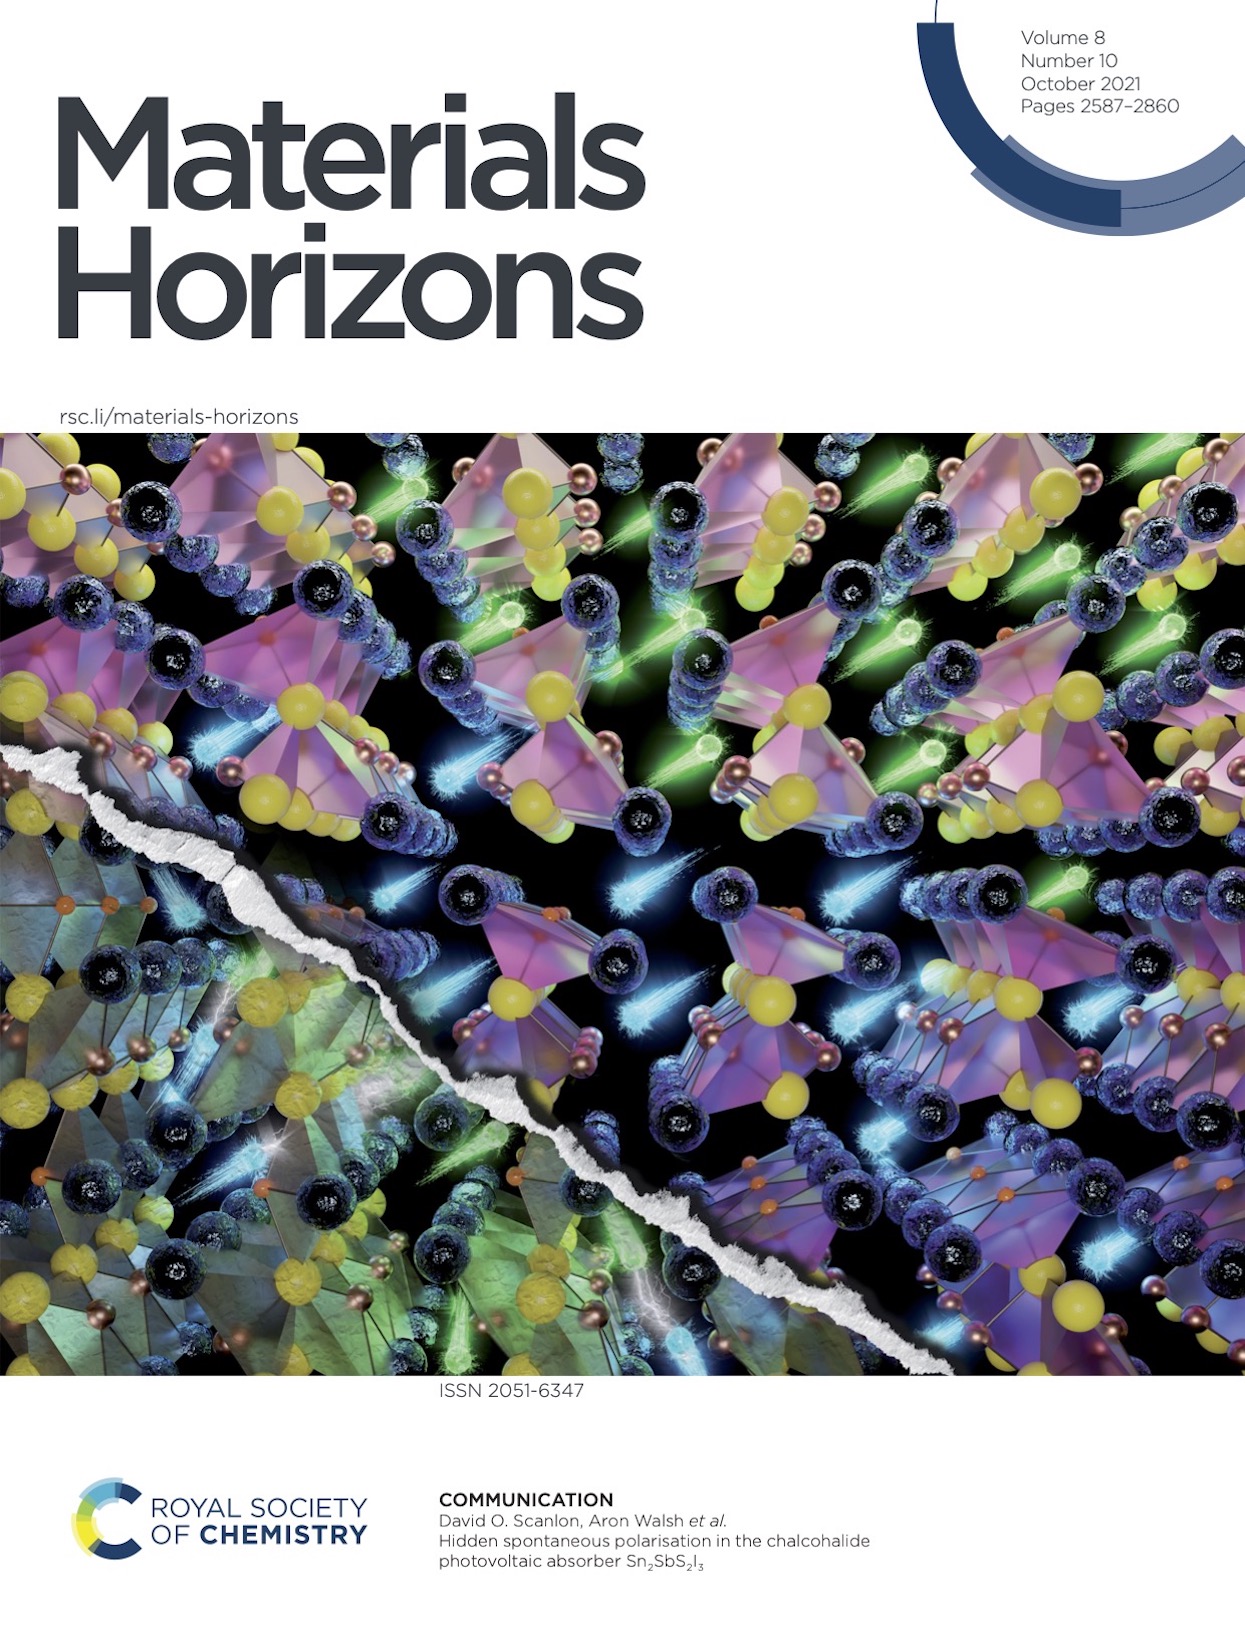 Volume 8
Number 10
October 2021
Pages 2587–2860
Materials
Horizons
rsc.li/materials-horizons
ISSN 2051-6347
ROYAL SOCIETY
OF CHEMISTRY
COMMUNICATION
David O. Scanlon, Aron Walsh et al.
Hidden spontaneous polarisation in the chalcohalide
photovoltaic absorber Sn₂SbS₂I₃